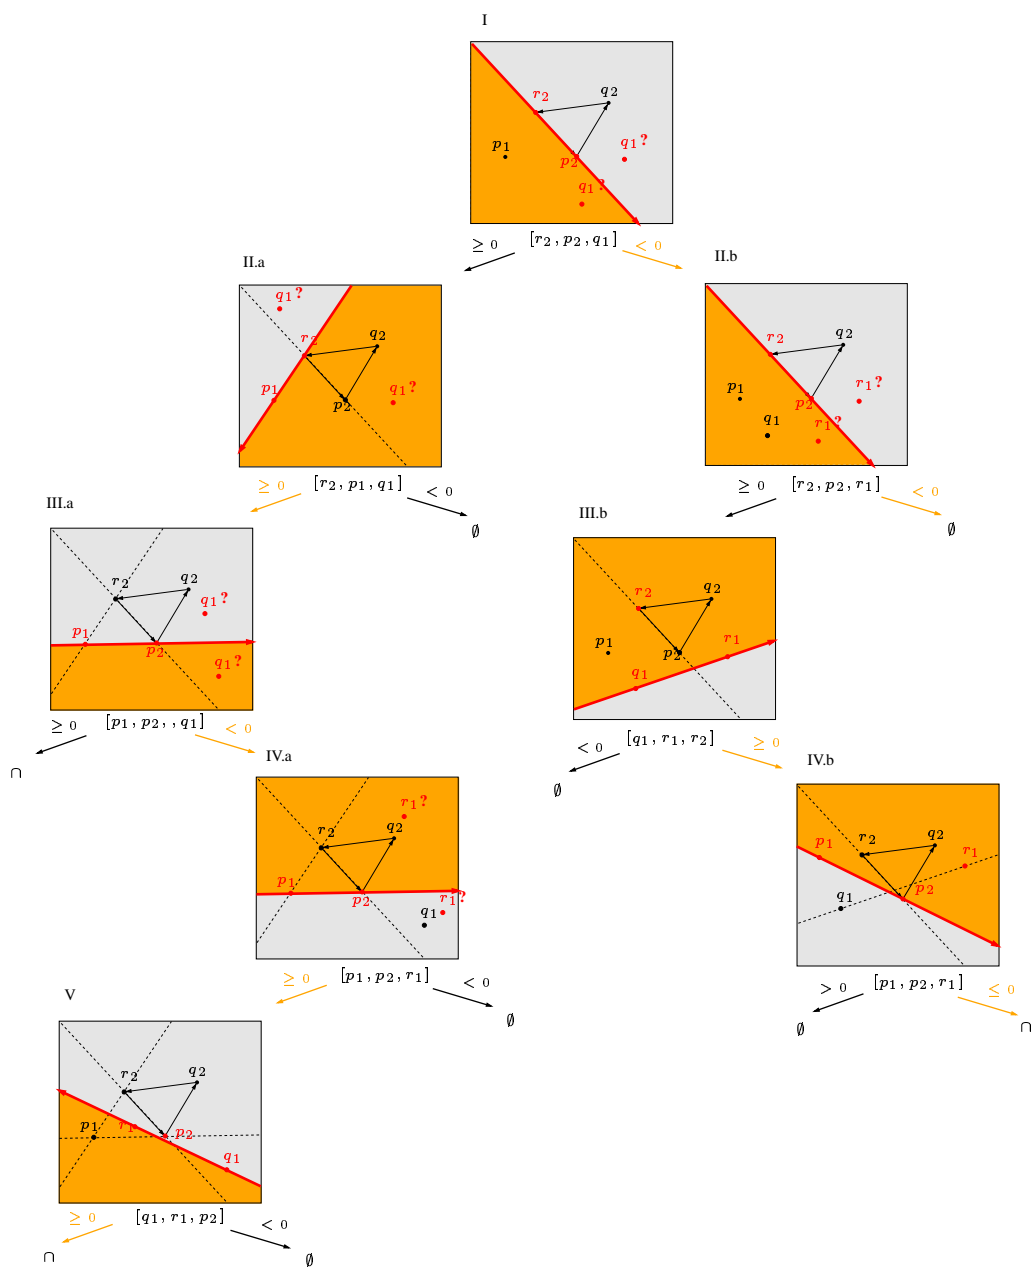 I
r2 q2
p1 q1?
p2
q1?
≥ 0 [r2, p2, q1] < 0
II.a II.b
q1?
r2 q2
p1 q1?
p2
r2 q2
p1 r1?
p2
q1 r1?
≥ 0 [r2, p1, q1] < 0
∅
≥ 0 [r2, p2, r1] < 0
∅
III.a III.b
r2 q2
q1?
p1 p2
q1?
r2 q2
p1 p2 r1
q1
≥ 0 [p1, p2, , q1] < 0
∩
< 0 [q1, r1, r2] ≥ 0
∅
IV.a IV.b
r1?
r2 q2
p1 p2
q1 r1?
r2 q2
p1 r1
q1 p2
≥ 0 [p1, p2, r1] < 0
∅
> 0 [p1, p2, r1] ≤ 0
∅ ∩
V
r2 q2
p1 r1 p2
q1
≥ 0 [q1, r1, p2] < 0
∩ ∅